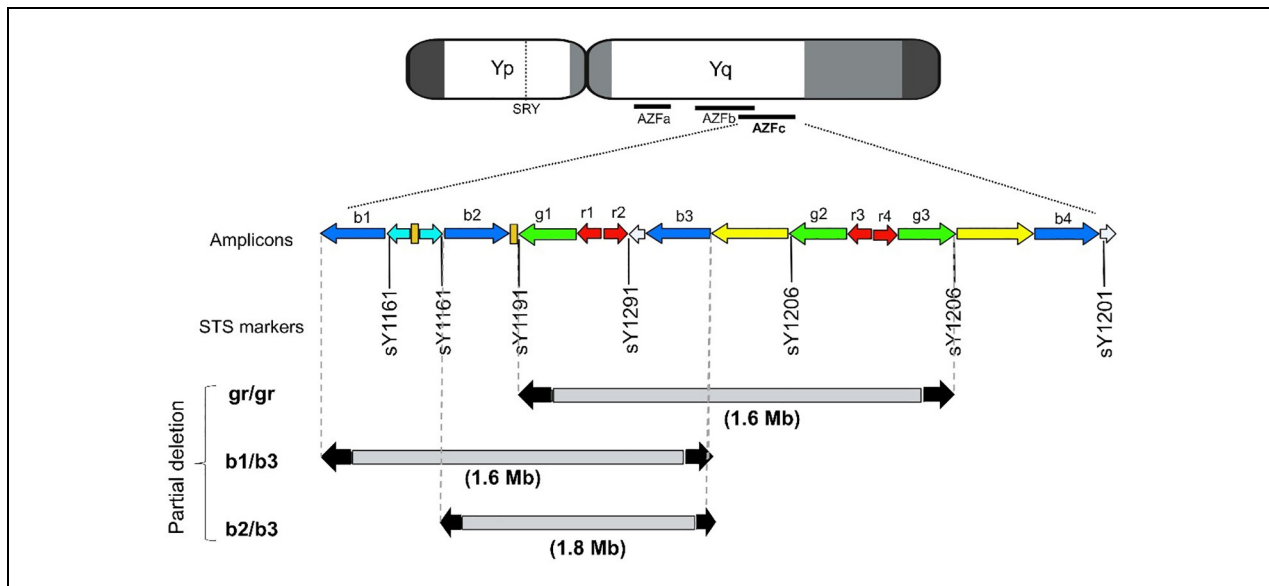 Yp
Yq
SRY
AZFa
AZFb
AZFc
b1
b2
g1
r1
r2
b3
g2
r3
r4
g3
b4
Amplicons
STS markers
sY1161
sY1161
sY1191
sY1291
sY1206
sY1206
sY1201
Partial deletion
gr/gr
(1.6 Mb)
b1/b3
(1.6 Mb)
b2/b3
(1.8 Mb)